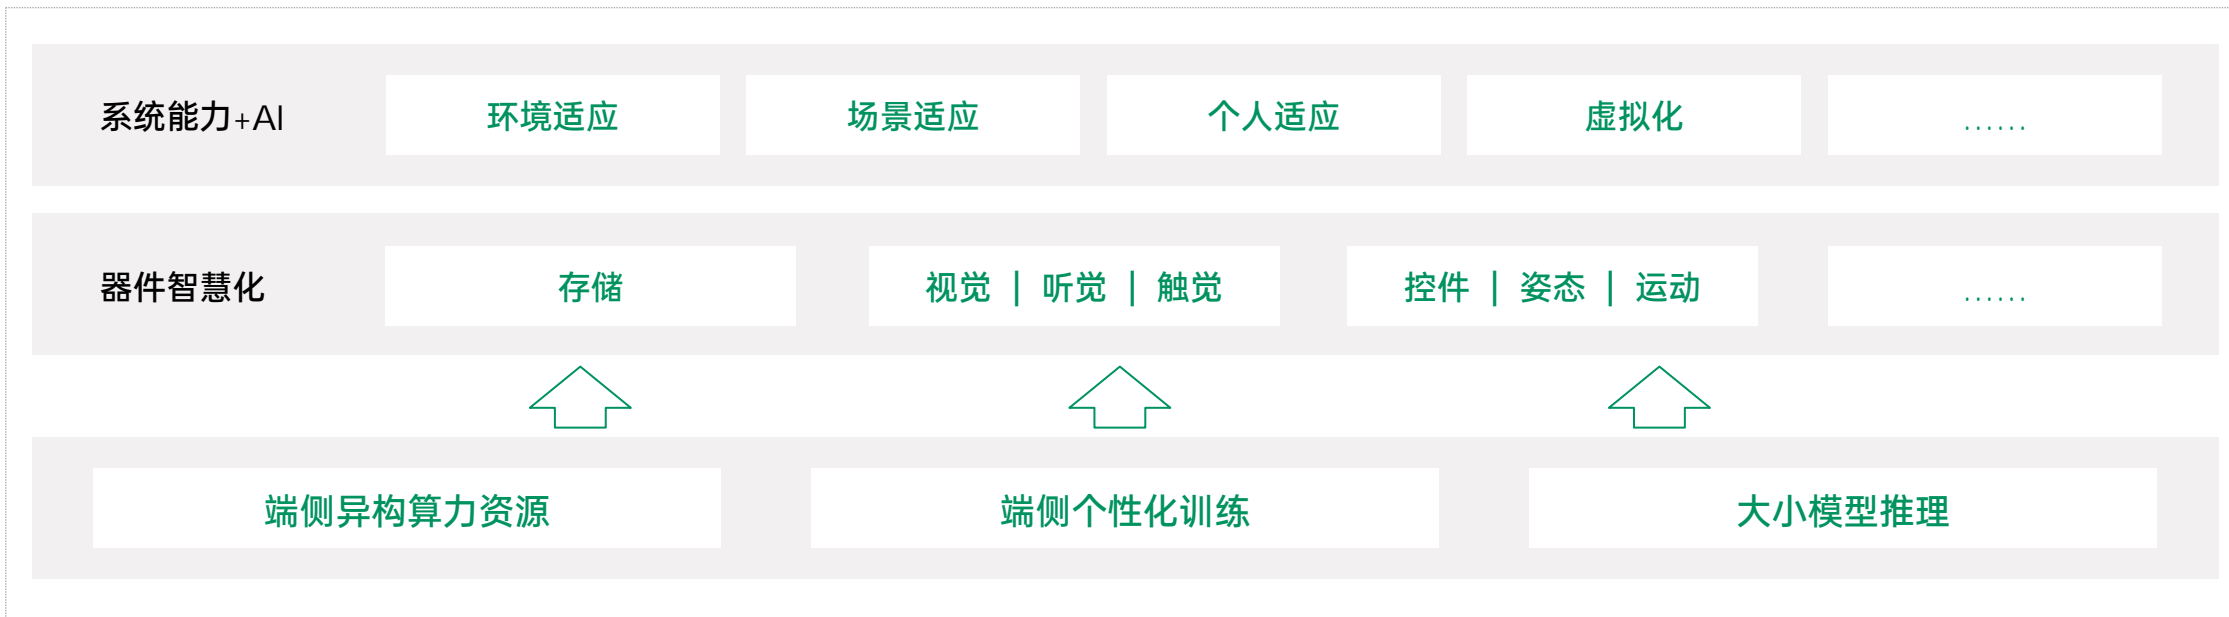 系统能力+AI 环境适应 场景适应 个人适应 虚拟化 ......
器件智慧化 存储 视觉 | 听觉 | 触觉 控件 | 姿态 | 运动 ......
端侧异构算力资源 端侧个性化训练 大小模型推理